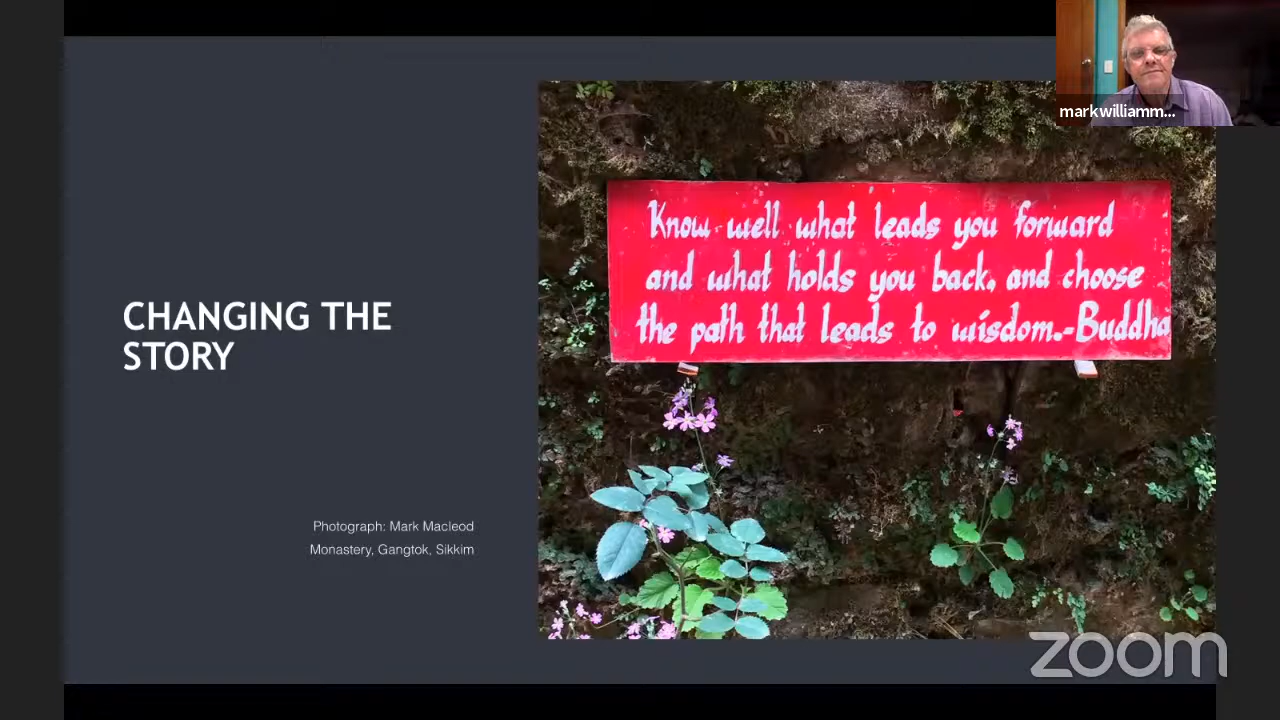 markwilliamm...
CHANGING THE
STORY
Know well what leads you forward
and what holds you back, and choose
the path that leads to wisdom.-Buddha
Photograph: Mark Macleod
Monastery, Gangtok, Sikkim
zoom